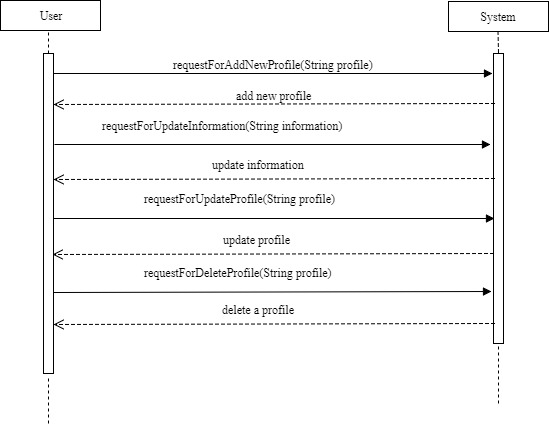 User
System
requestForAddNewProfile(String profile)
add new profile
requestForUpdateInformation(String information)
update information
requestForUpdateProfile(String profile)
update profile
requestForDeleteProfile(String profile)
delete a profile